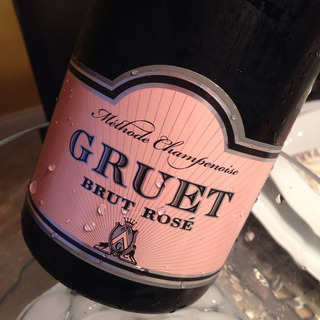 Méthode Champenoise
GRUET
BRUT ROSÉ